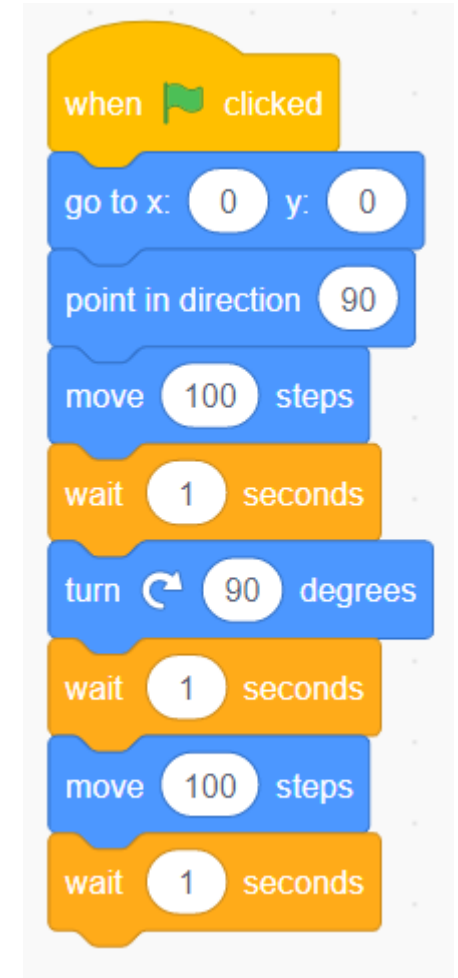 when clicked
go to x: 0 y: 0
point in direction 90
move 100 steps
wait 1 seconds
turn 90 degrees
wait 1 seconds
move 100 steps
wait 1 seconds